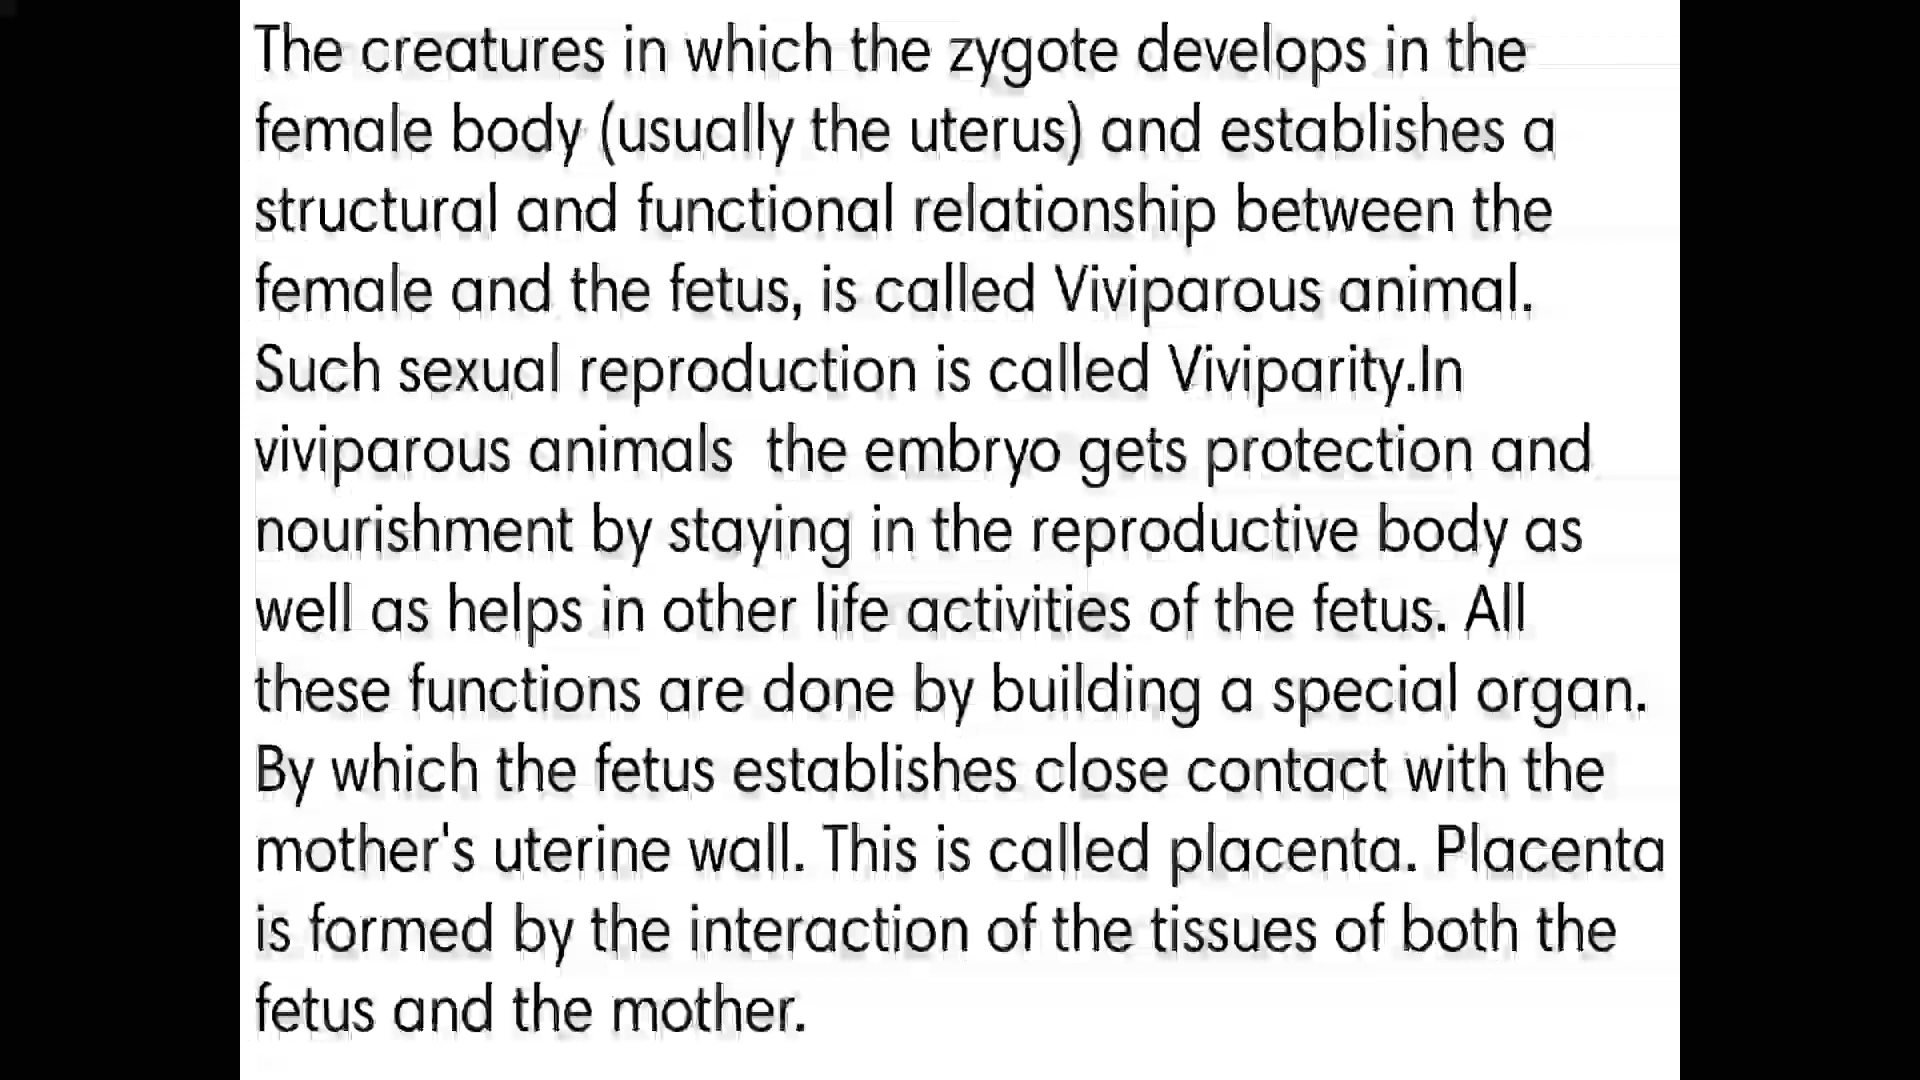 The creatures in which the zygote develops in the
female body (usually the uterus) and establishes a
structural and functional relationship between the
female and the fetus, is called Viviparous animal.
Such sexual reproduction is called Viviparity.In
viviparous animals  the embryo gets protection and
nourishment by staying in the reproductive body as
well as helps in other life activities of the fetus. All
these functions are done by building a special organ.
By which the fetus establishes close contact with the
mother's uterine wall. This is called placenta. Placenta
is formed by the interaction of the tissues of both the
fetus and the mother.